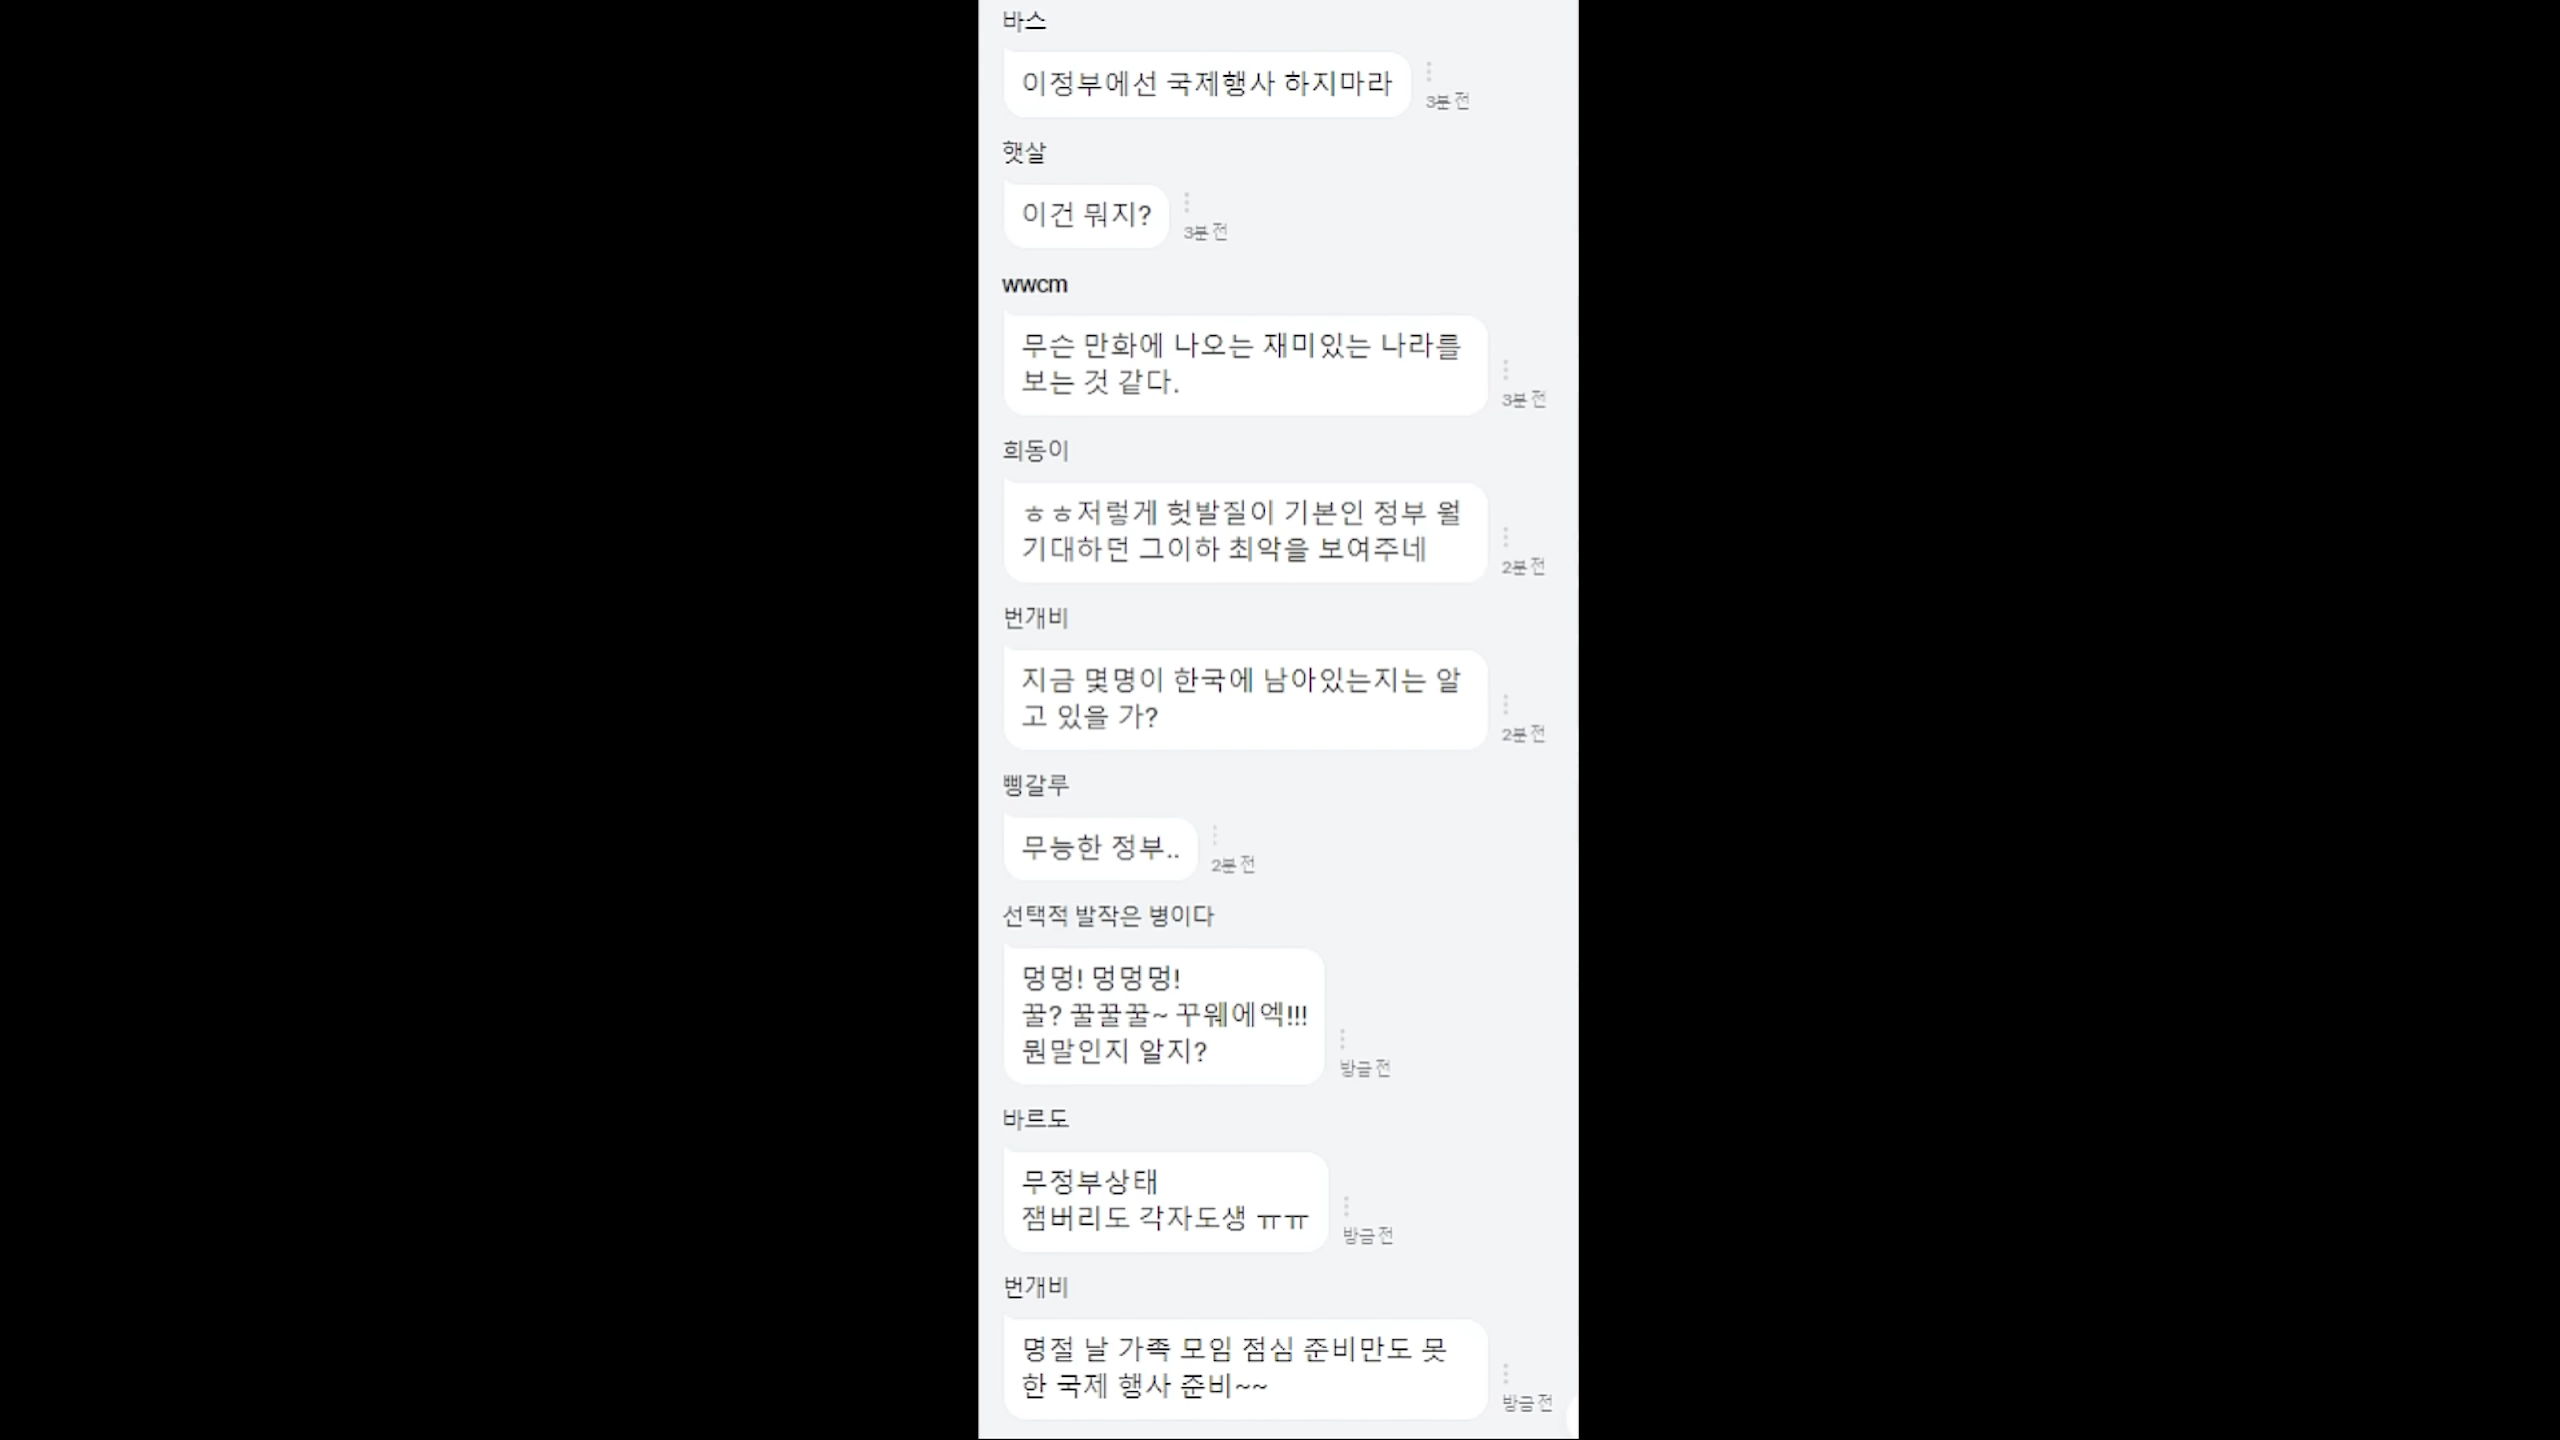 바스
이정부에선 국제행사 하지마라
3분 전
햇살
이건 뭐지?
3분 전
wwcm
무슨 만화에 나오는 재미있는 나라를
보는 것 같다.
3분 전
희동이
ㅎㅎ저렇게 헛발질이 기본인 정부 뭘
기대하던 그이하 최악을 보여주네
2분 전
번개비
지금 몇명이 한국에 남아있는지는 알
고 있을 가?
2분 전
삥갈루
무능한 정부..
2분 전
선택적 발작은 병이다
멍멍! 멍멍멍!
꿀? 꿀꿀꿀~ 꾸웨에엑!!!
뭔말인지 알지?
방금 전
바르도
무정부상태
잼버리도 각자도생 ㅠㅠ
방금 전
번개비
명절 날 가족 모임 점심 준비만도 못
한 국제 행사 준비~~
방금 전